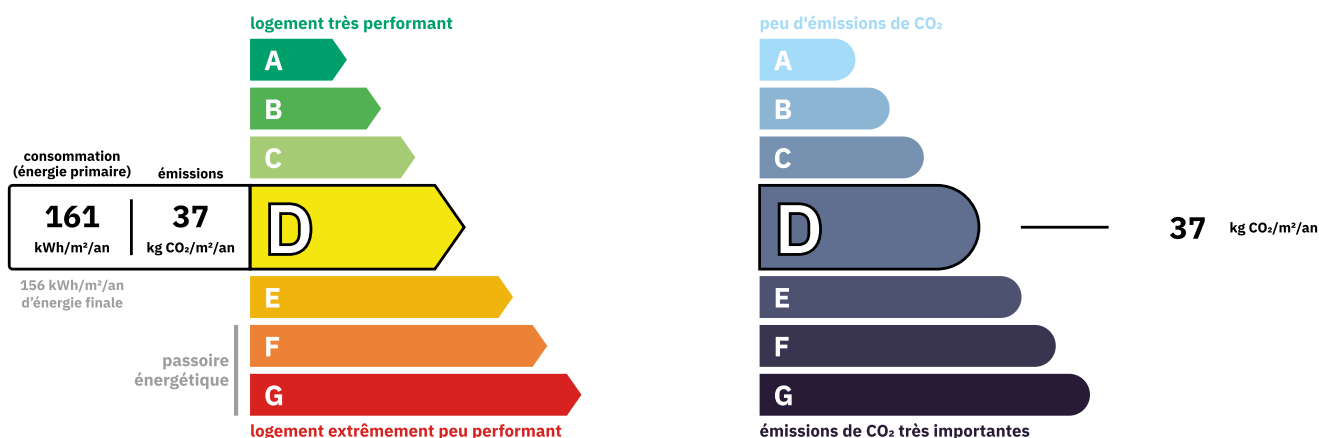 logement très performant
A
B
C
consommation
(énergie primaire)
émissions
161
kWh/m²/an
37
kg CO₂/m²/an
D
156 kWh/m²/an
d'énergie finale
E
F
passoire
énergétique
G
logement extrêmement peu performant
peu d'émissions de CO₂
A
B
C
D
37 kg CO₂/m²/an
E
F
G
émissions de CO₂ très importantes